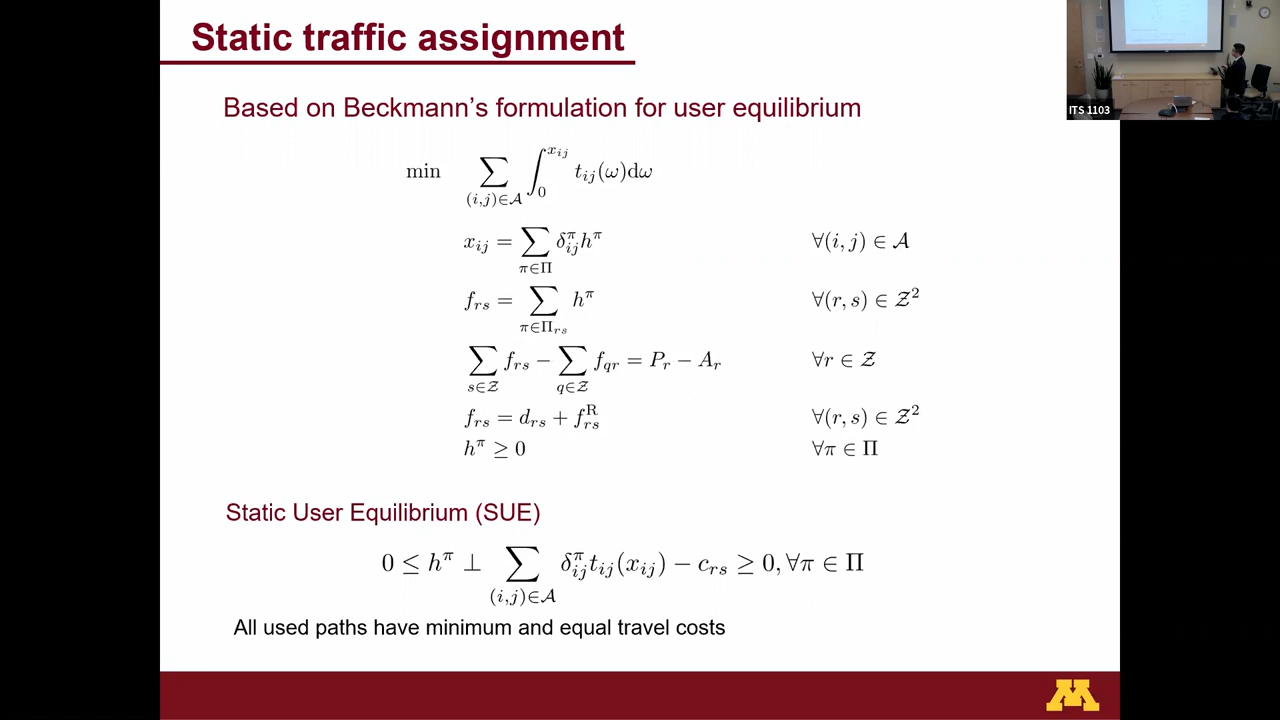 Static traffic assignment
ITS 1103
Based on Beckmann's formulation for user equilibrium
min ∑_{(i,j)∈𝒜} ∫_0^{x_{ij}} t_{ij}(ω)dω
x_{ij} = ∑_{π∈Π} δ_{ij}^π h^π ∀(i, j) ∈ 𝒜
f_{rs} = ∑_{π∈Π_{rs}} h^π ∀(r, s) ∈ 𝒵²
∑_{s∈𝒵} f_{rs} − ∑_{q∈𝒵} f_{qr} = P_r − A_r ∀r ∈ 𝒵
f_{rs} = d_{rs} + f_{rs}^R ∀(r, s) ∈ 𝒵²
h^π ≥ 0 ∀π ∈ Π
Static User Equilibrium (SUE)
0 ≤ h^π ⊥ ∑_{(i,j)∈𝒜} δ_{ij}^π t_{ij}(x_{ij}) − c_{rs} ≥ 0, ∀π ∈ Π
All used paths have minimum and equal travel costs
M